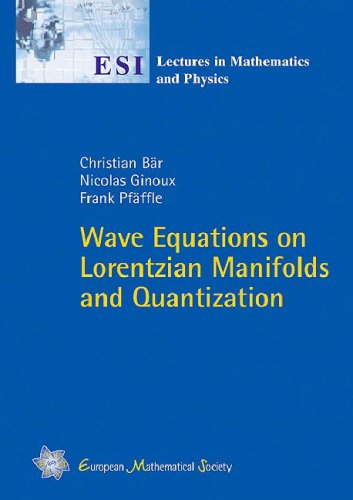 ESI
Lectures in Mathematics
and Physics
Christian Bär
Nicolas Ginoux
Frank Pfäffle
Wave Equations on
Lorentzian Manifolds
and Quantization
European Mathematical Society